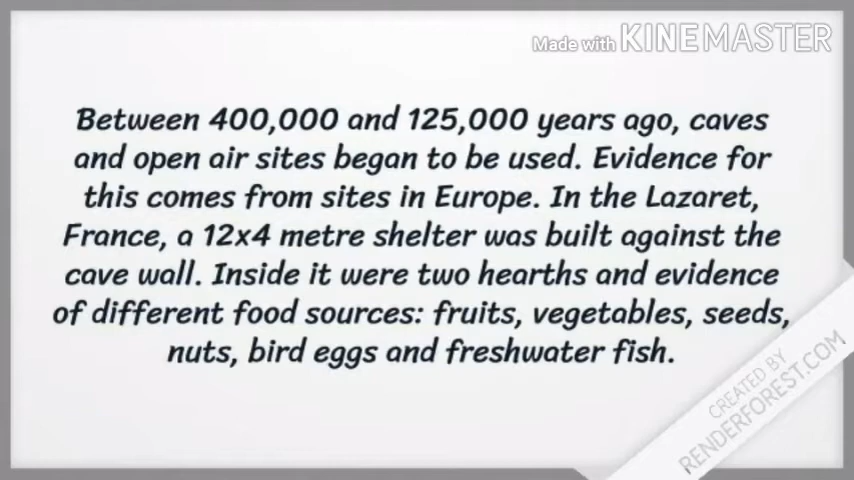 Made with KINEMASTER
Between 400,000 and 125,000 years ago, caves
and open air sites began to be used. Evidence for
this comes from sites in Europe. In the Lazaret,
France, a 12x4 metre shelter was built against the
cave wall. Inside it were two hearths and evidence
of different food sources: fruits, vegetables, seeds,
nuts, bird eggs and freshwater fish.
CREATED BY
RENDERFOREST.COM